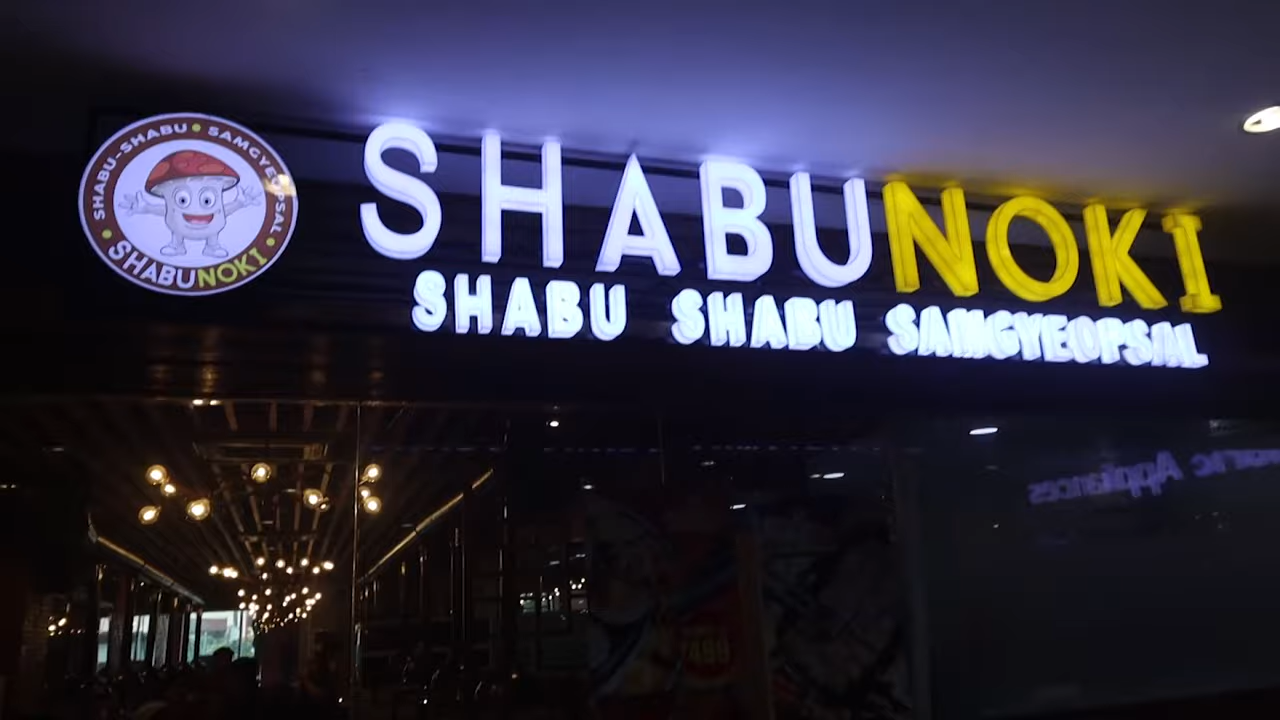 SHABU-SHABU • SAMGYEOPSAL
• SHABUNOKI •
SHABUNOKI
SHABU SHABU SAMGYEOPSAL
Appliances